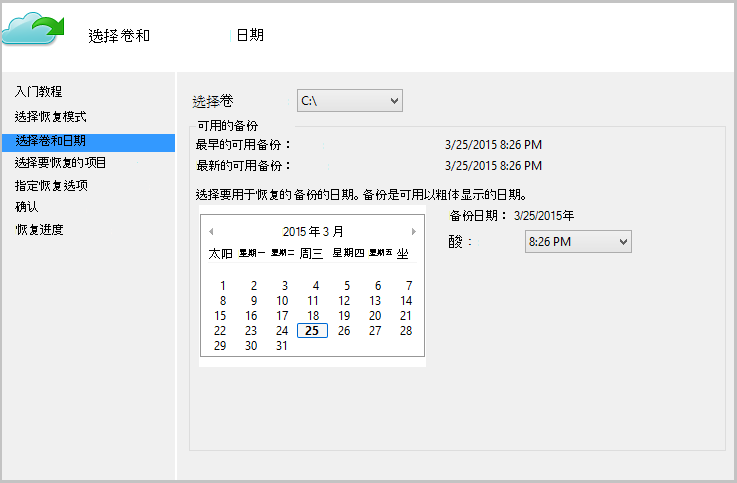 选择卷和 日期
入门教程
选择恢复模式
选择卷和日期
选择要恢复的项目
指定恢复选项
确认
恢复进度
选择卷 C:\
可用的备份
最早的可用备份： 3/25/2015 8:26 PM
最新的可用备份： 3/25/2015 8:26 PM
选择要用于恢复的备份的日期。备份是可用以粗体显示的日期。
2015 年 3 月
太阳 星期一 星期二 周三 星期四 星期五 坐
1 2 3 4 5 6 7
8 9 10 11 12 13 14
15 16 17 18 19 20 21
22 23 24 25 26 27 28
29 30 31
备份日期： 3/25/2015年
酸： 8:26 PM